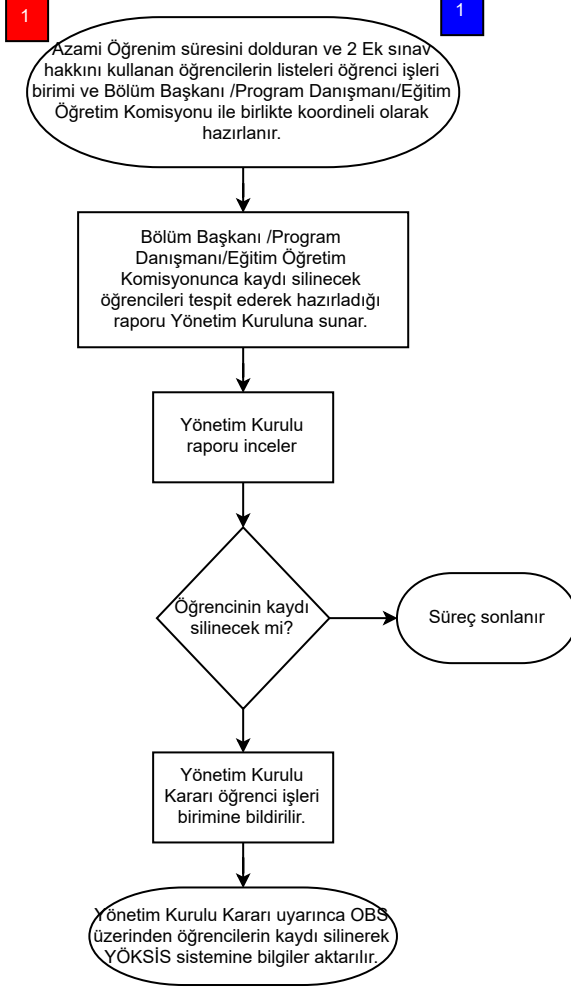 1
1
Azami Öğrenim süresini dolduran ve 2 Ek sınav
hakkını kullanan öğrencilerin listeleri öğrenci işleri
birimi ve Bölüm Başkanı /Program Danışmanı/Eğitim
Öğretim Komisyonu ile birlikte koordineli olarak
hazırlanır.
Bölüm Başkanı /Program
Danışmanı/Eğitim Öğretim
Komisyonunca kaydı silinecek
öğrencileri tespit ederek hazırladığı
raporu Yönetim Kuruluna sunar.
Yönetim Kurulu
raporu inceler
Öğrencinin kaydı
silinecek mi?
Süreç sonlanır
Yönetim Kurulu
Kararı öğrenci işleri
birimine bildirilir.
Yönetim Kurulu Kararı uyarınca OBS
üzerinden öğrencilerin kaydı silinerek
YÖKSİS sistemine bilgiler aktarılır.